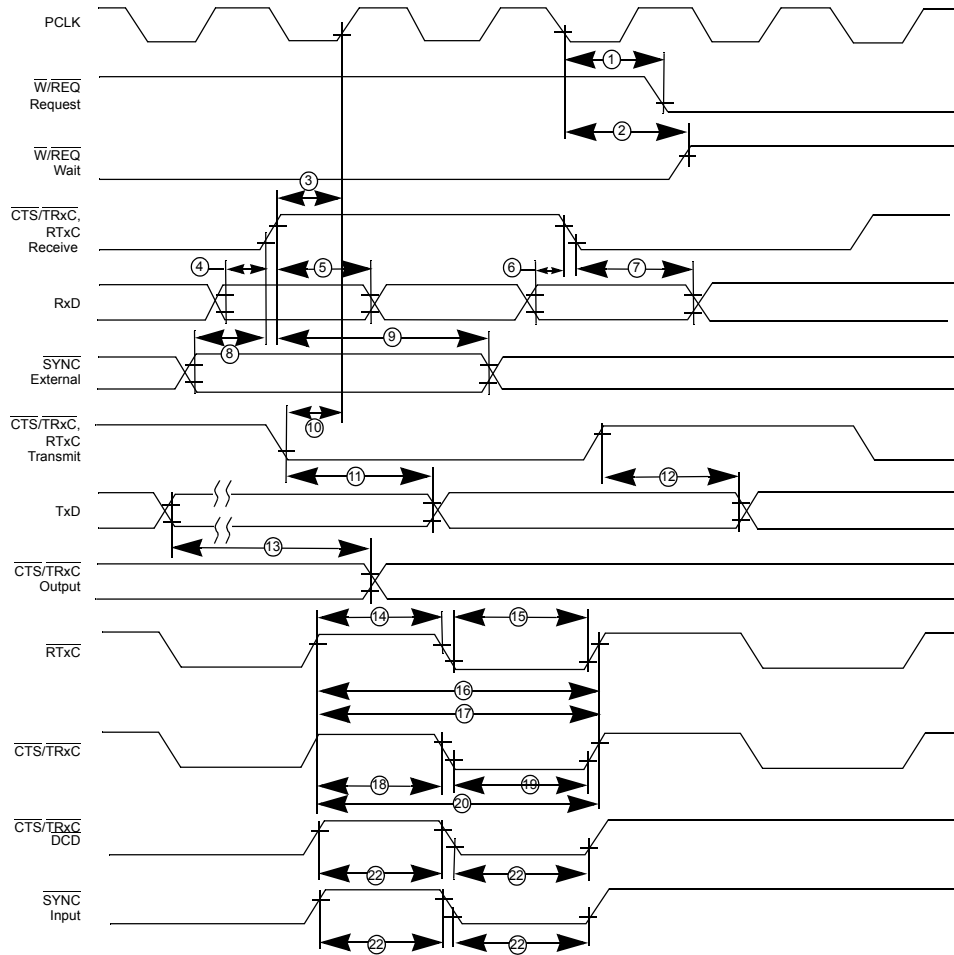 PCLK
1
W/REQ
Request
2
W/REQ
Wait
3
CTS/TRxC,
RTxC
Receive
4
5
6
7
RxD
8
9
SYNC
External
10
CTS/TRxC,
RTxC
Transmit
11
12
TxD
13
CTS/TRxC
Output
14
15
RTxC
16
17
CTS/TRxC
18
19
20
CTS/TRxC
DCD
22
22
SYNC
Input
22
22